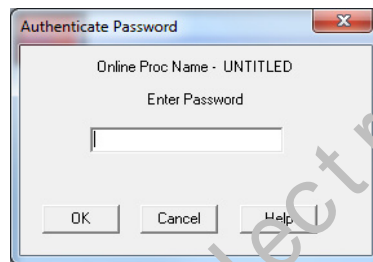 Authenticate Password
Online Proc Name - UNTITLED
Enter Password
OK
Cancel
Help